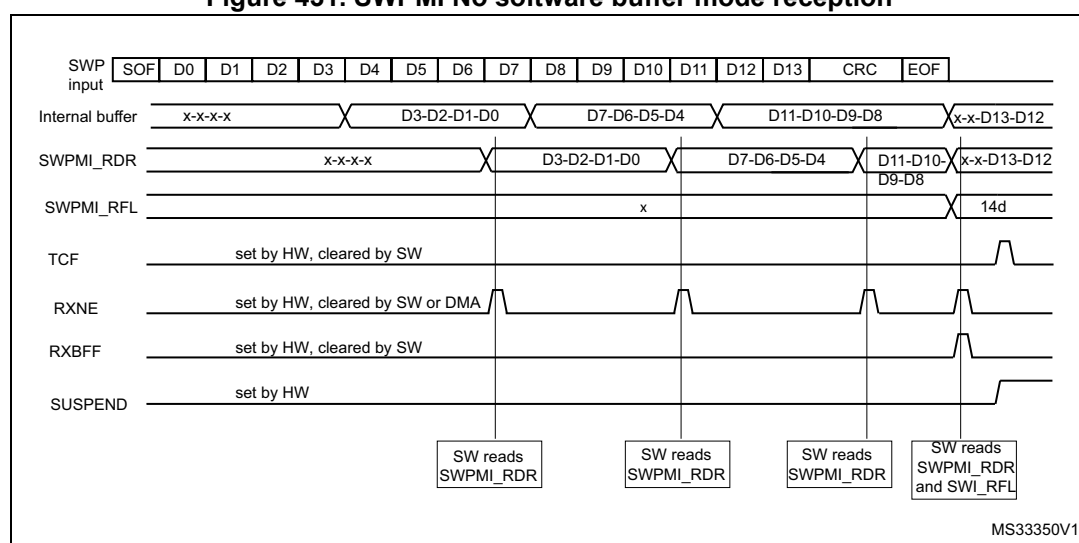 Figure 451. SWPMI No software buffer mode reception
SWP input SOF D0 D1 D2 D3 D4 D5 D6 D7 D8 D9 D10 D11 D12 D13 CRC EOF
Internal buffer x-x-x-x D3-D2-D1-D0 D7-D6-D5-D4 D11-D10-D9-D8 x-x-D13-D12
SWPMI_RDR x-x-x-x D3-D2-D1-D0 D7-D6-D5-D4 D11-D10-D9-D8 x-x-D13-D12
SWPMI_RFL x 14d
TCF set by HW, cleared by SW
RXNE set by HW, cleared by SW or DMA
RXBFF set by HW, cleared by SW
SUSPEND set by HW
SW reads SWPMI_RDR
SW reads SWPMI_RDR
SW reads SWPMI_RDR
SW reads SWPMI_RDR and SWI_RFL
MS33350V1